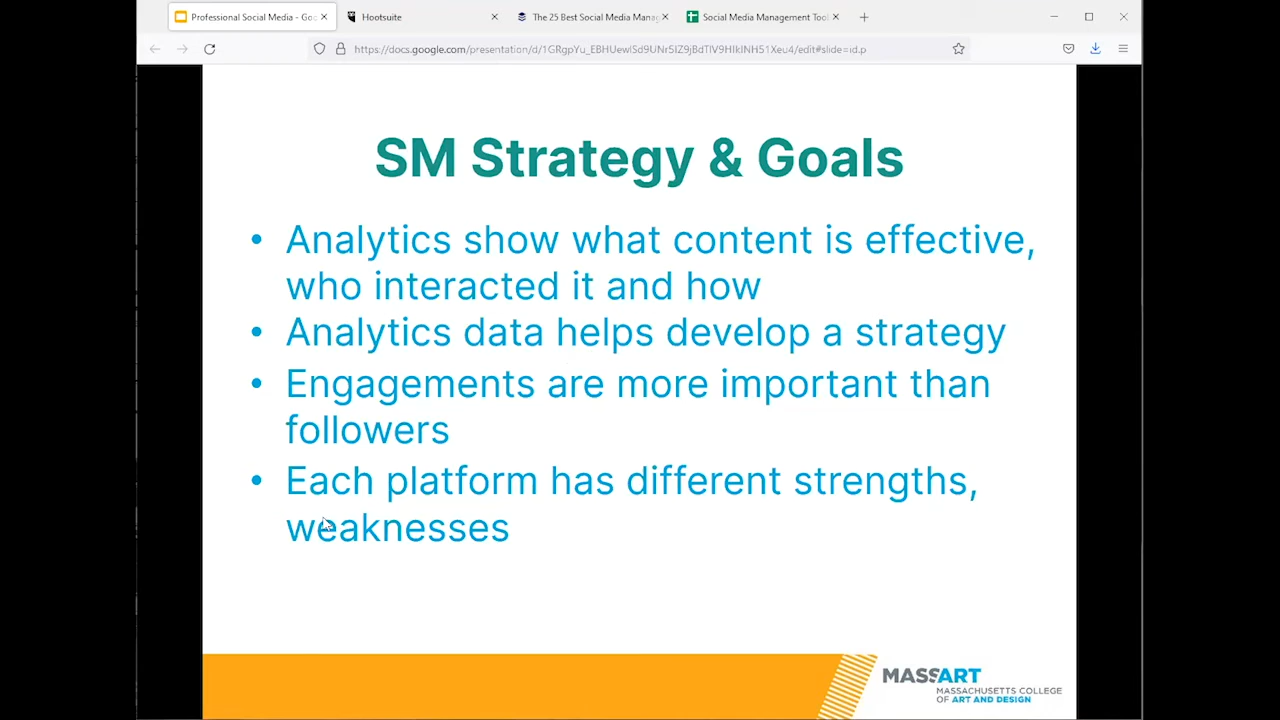 Professional Social Media - Goo
Hootsuite
The 25 Best Social Media Manag
Social Media Management Tool
SM Strategy & Goals
• Analytics show what content is effective,
who interacted it and how
• Analytics data helps develop a strategy
• Engagements are more important than
followers
• Each platform has different strengths,
weaknesses
MASSART
MASSACHUSETTS COLLEGE
OF ART AND DESIGN